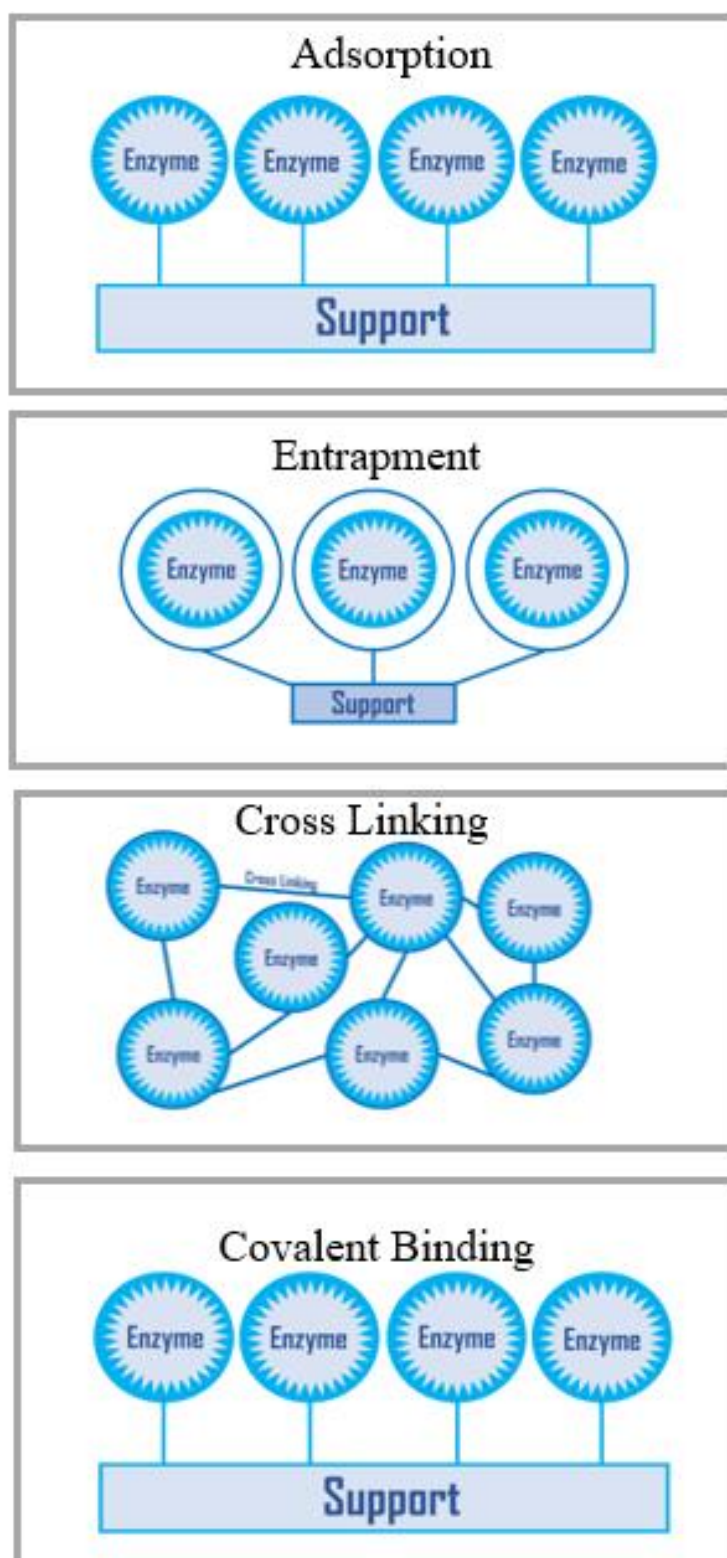 Adsorption
Enzyme Enzyme Enzyme Enzyme
Support
Entrapment
Enzyme Enzyme Enzyme
Support
Cross Linking
Enzyme Cross Linking Enzyme Enzyme
Enzyme
Enzyme Enzyme Enzyme
Covalent Binding
Enzyme Enzyme Enzyme Enzyme
Support